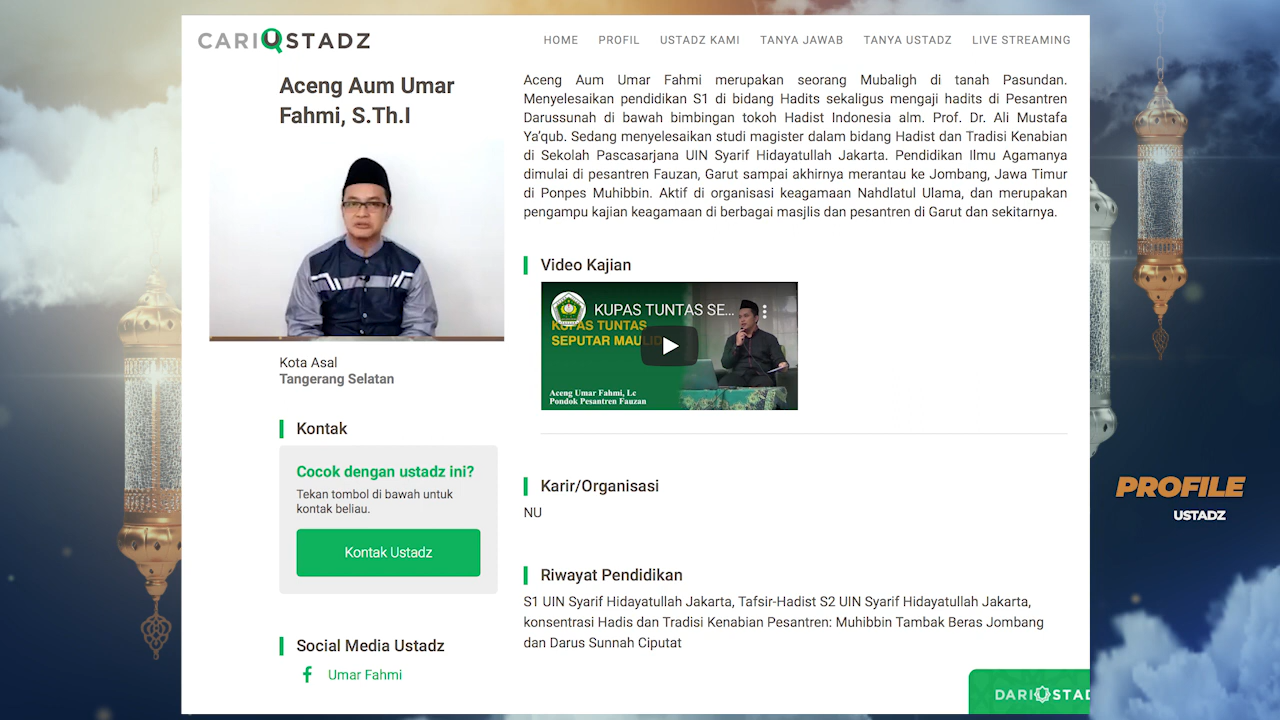 CARIUSTADZ
HOME PROFIL USTADZ KAMI TANYA JAWAB TANYA USTADZ LIVE STREAMING
Aceng Aum Umar
Fahmi, S.Th.I
Kota Asal
Tangerang Selatan
Kontak
Cocok dengan ustadz ini?
Tekan tombol di bawah untuk
kontak beliau.
Kontak Ustadz
Social Media Ustadz
Umar Fahmi
Aceng Aum Umar Fahmi merupakan seorang Mubaligh di tanah Pasundan.
Menyelesaikan pendidikan S1 di bidang Hadits sekaligus mengaji hadits di Pesantren
Darussunah di bawah bimbingan tokoh Hadist Indonesia alm. Prof. Dr. Ali Mustafa
Ya’qub. Sedang menyelesaikan studi magister dalam bidang Hadist dan Tradisi Kenabian
di Sekolah Pascasarjana UIN Syarif Hidayatullah Jakarta. Pendidikan Ilmu Agamanya
dimulai di pesantren Fauzan, Garut sampai akhirnya merantau ke Jombang, Jawa Timur
di Ponpes Muhibbin. Aktif di organisasi keagamaan Nahdlatul Ulama, dan merupakan
pengampu kajian keagamaan di berbagai masjlis dan pesantren di Garut dan sekitarnya.
Video Kajian
KUPAS TUNTAS SE...
KUPAS TUNTAS
SEPUTAR MAULID
Aceng Umar Fahmi, Lc
Pondok Pesantren Fauzan
Karir/Organisasi
NU
Riwayat Pendidikan
S1 UIN Syarif Hidayatullah Jakarta, Tafsir-Hadist S2 UIN Syarif Hidayatullah Jakarta,
konsentrasi Hadis dan Tradisi Kenabian Pesantren: Muhibbin Tambak Beras Jombang
dan Darus Sunnah Ciputat
PROFILE
USTADZ